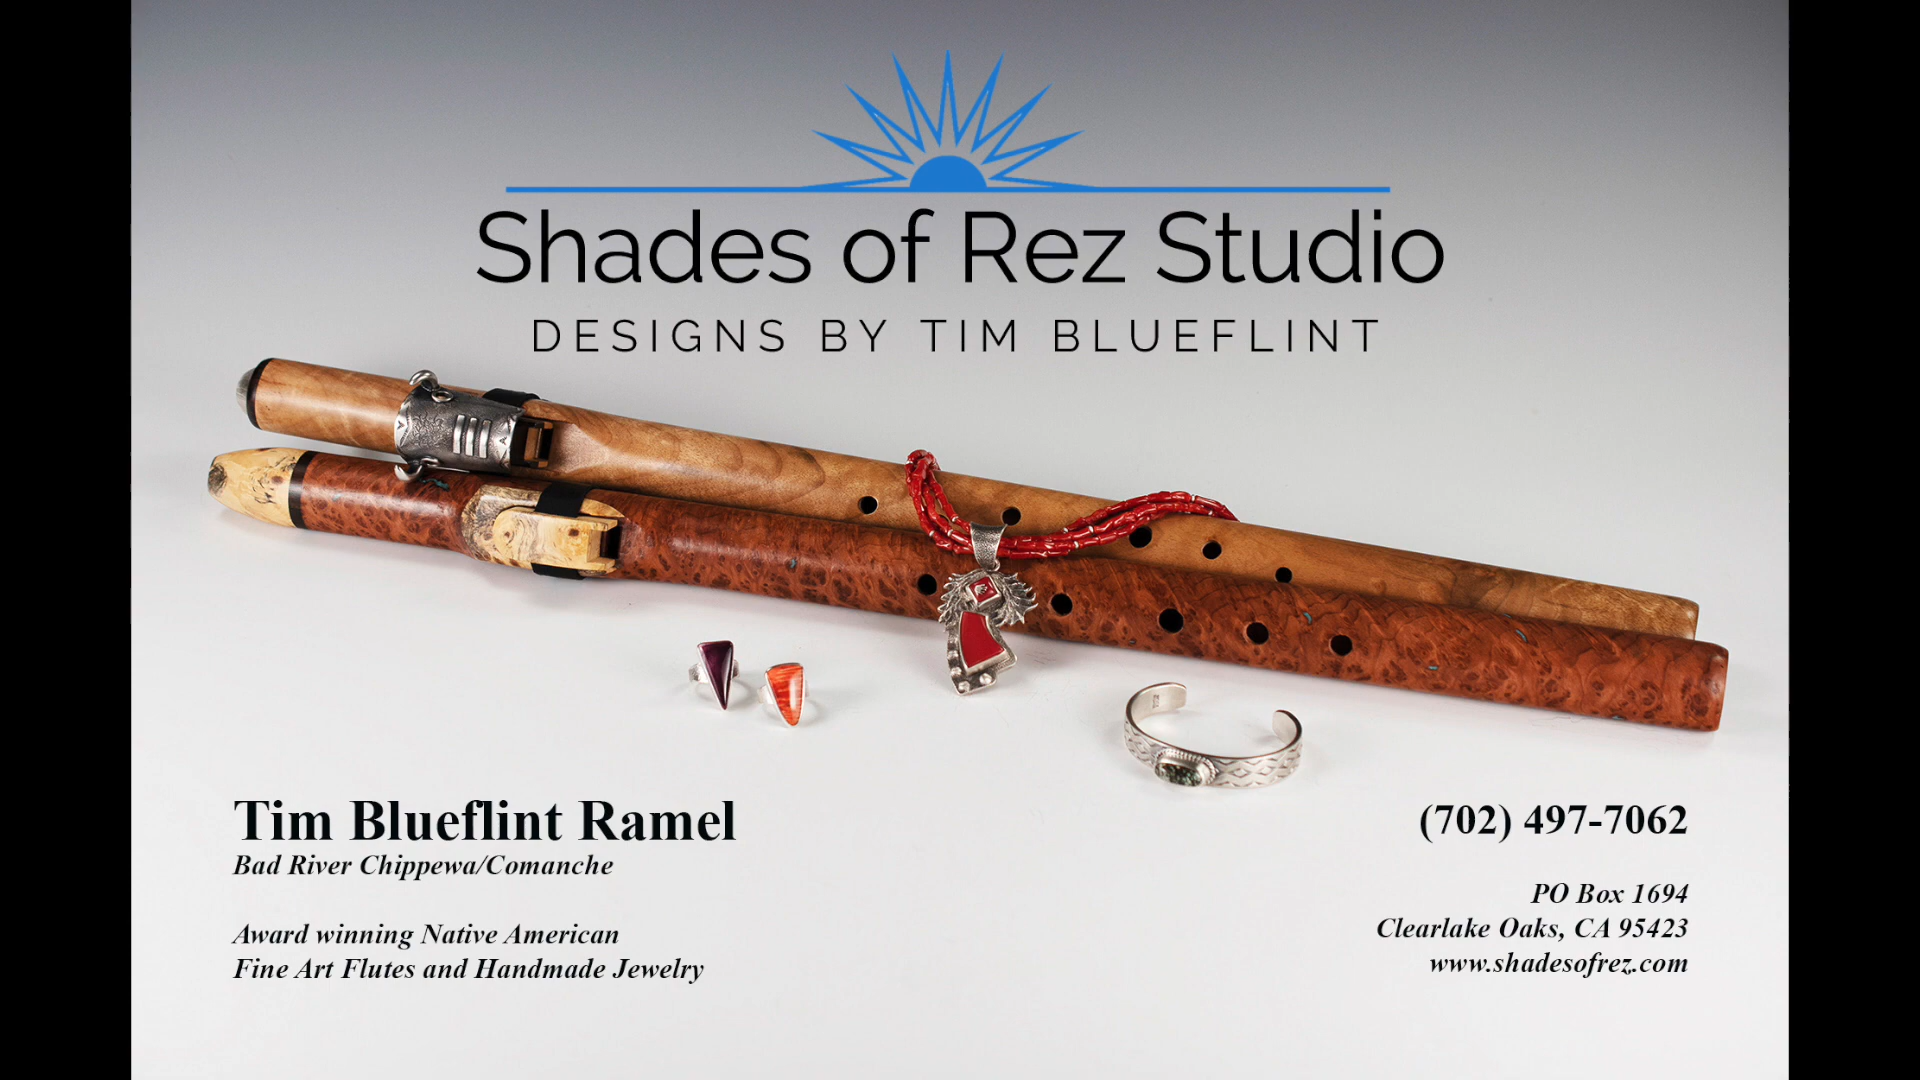 Shades of Rez Studio
DESIGNS BY TIM BLUEFLINT
Tim Blueflint Ramel
Bad River Chippewa/Comanche
Award winning Native American
Fine Art Flutes and Handmade Jewelry
(702) 497-7062
PO Box 1694
Clearlake Oaks, CA 95423
www.shadesofrez.com